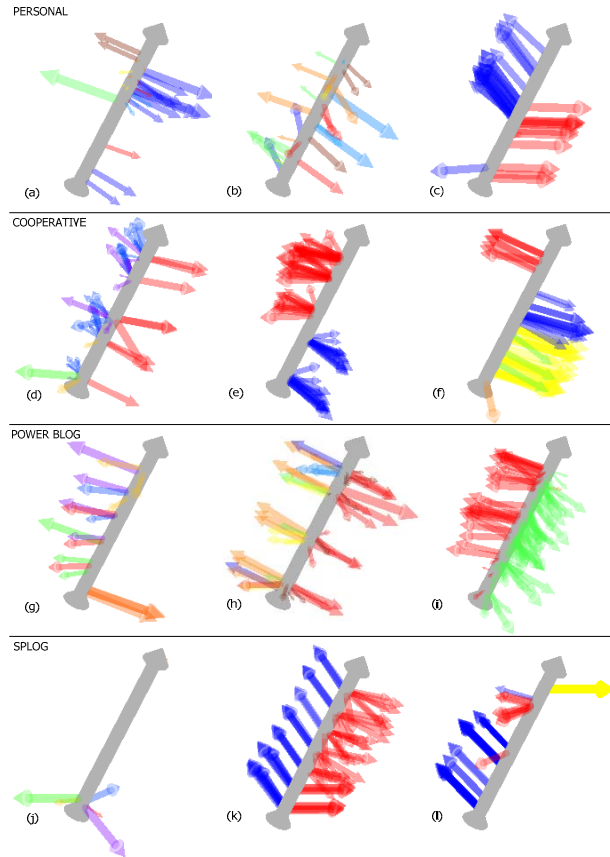 PERSONAL
(a)
(b)
(c)
COOPERATIVE
(d)
(e)
(f)
POWER BLOG
(g)
(h)
(i)
SPLOG
(j)
(k)
(l)